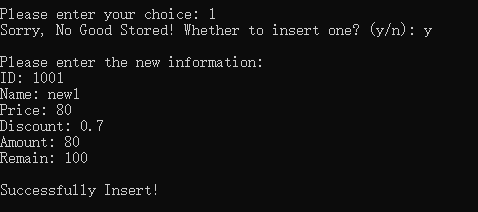 Please enter your choice: 1
Sorry, No Good Stored! Whether to insert one? (y/n): y
Please enter the new information:
ID: 1001
Name: new1
Price: 80
Discount: 0.7
Amount: 80
Remain: 100
Successfully Insert!